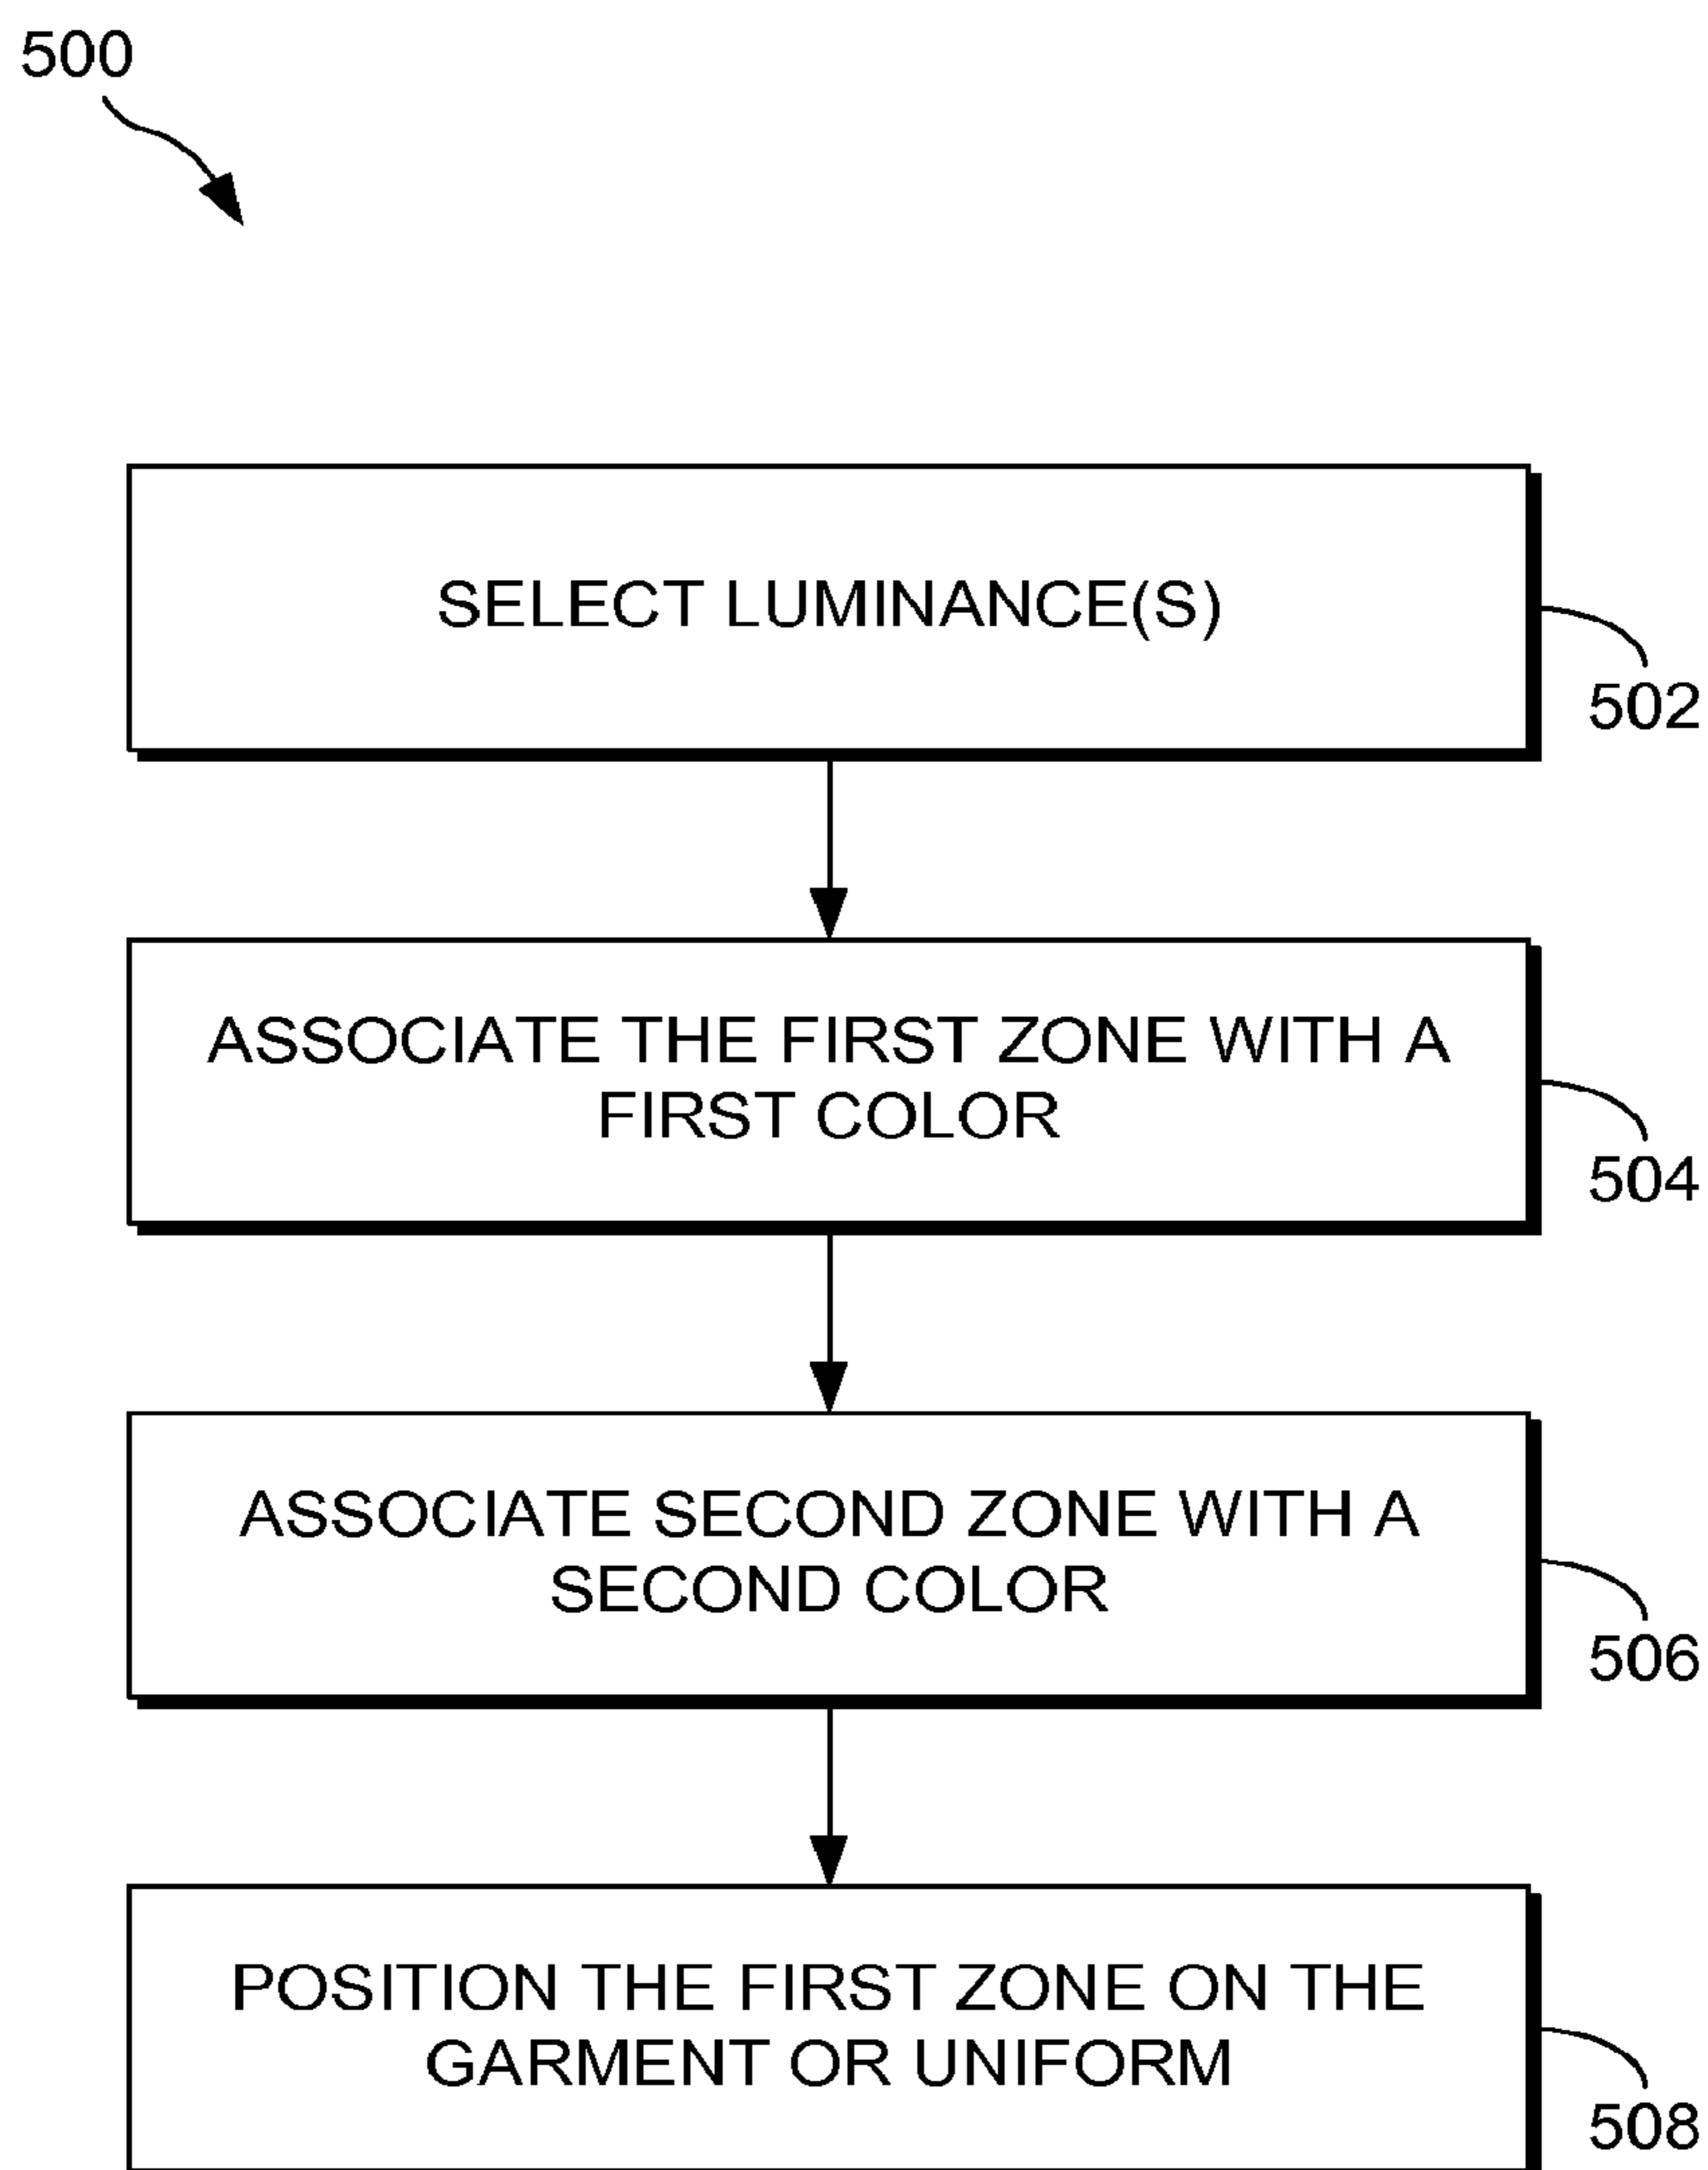 500
SELECT LUMINANCE(S)
502
ASSOCIATE THE FIRST ZONE WITH A
FIRST COLOR
504
ASSOCIATE SECOND ZONE WITH A
SECOND COLOR
506
POSITION THE FIRST ZONE ON THE
GARMENT OR UNIFORM
508